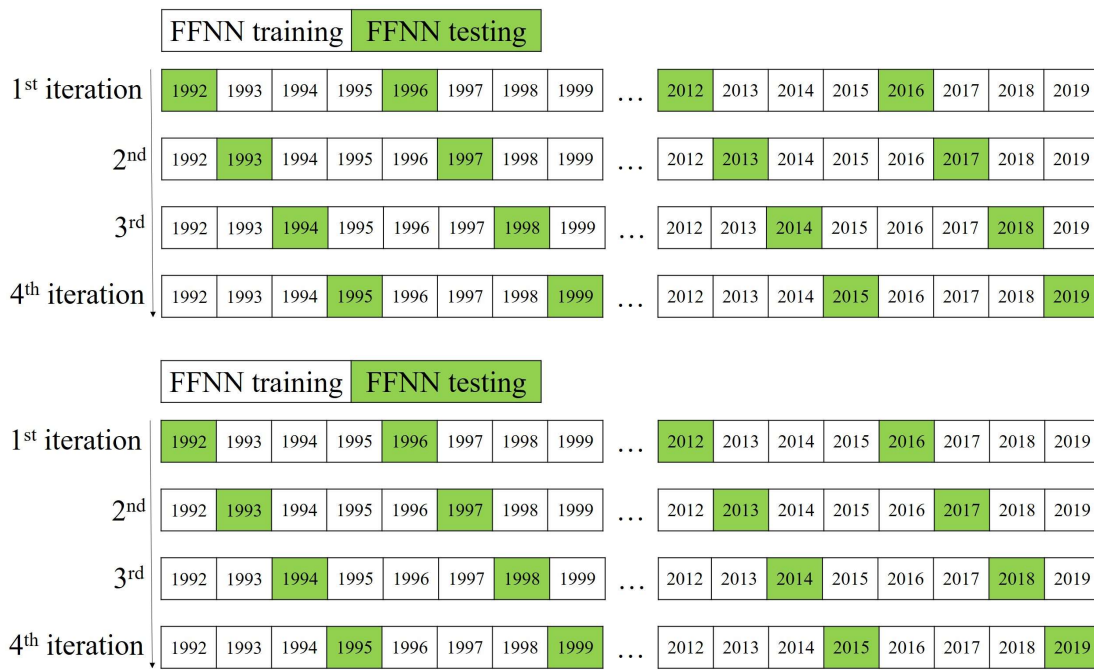 FFNN training FFNN testing
1st iteration 1992 1993 1994 1995 1996 1997 1998 1999 ... 2012 2013 2014 2015 2016 2017 2018 2019
2nd 1992 1993 1994 1995 1996 1997 1998 1999 ... 2012 2013 2014 2015 2016 2017 2018 2019
3rd 1992 1993 1994 1995 1996 1997 1998 1999 ... 2012 2013 2014 2015 2016 2017 2018 2019
4th iteration 1992 1993 1994 1995 1996 1997 1998 1999 ... 2012 2013 2014 2015 2016 2017 2018 2019
FFNN training FFNN testing
1st iteration 1992 1993 1994 1995 1996 1997 1998 1999 ... 2012 2013 2014 2015 2016 2017 2018 2019
2nd 1992 1993 1994 1995 1996 1997 1998 1999 ... 2012 2013 2014 2015 2016 2017 2018 2019
3rd 1992 1993 1994 1995 1996 1997 1998 1999 ... 2012 2013 2014 2015 2016 2017 2018 2019
4th iteration 1992 1993 1994 1995 1996 1997 1998 1999 ... 2012 2013 2014 2015 2016 2017 2018 2019